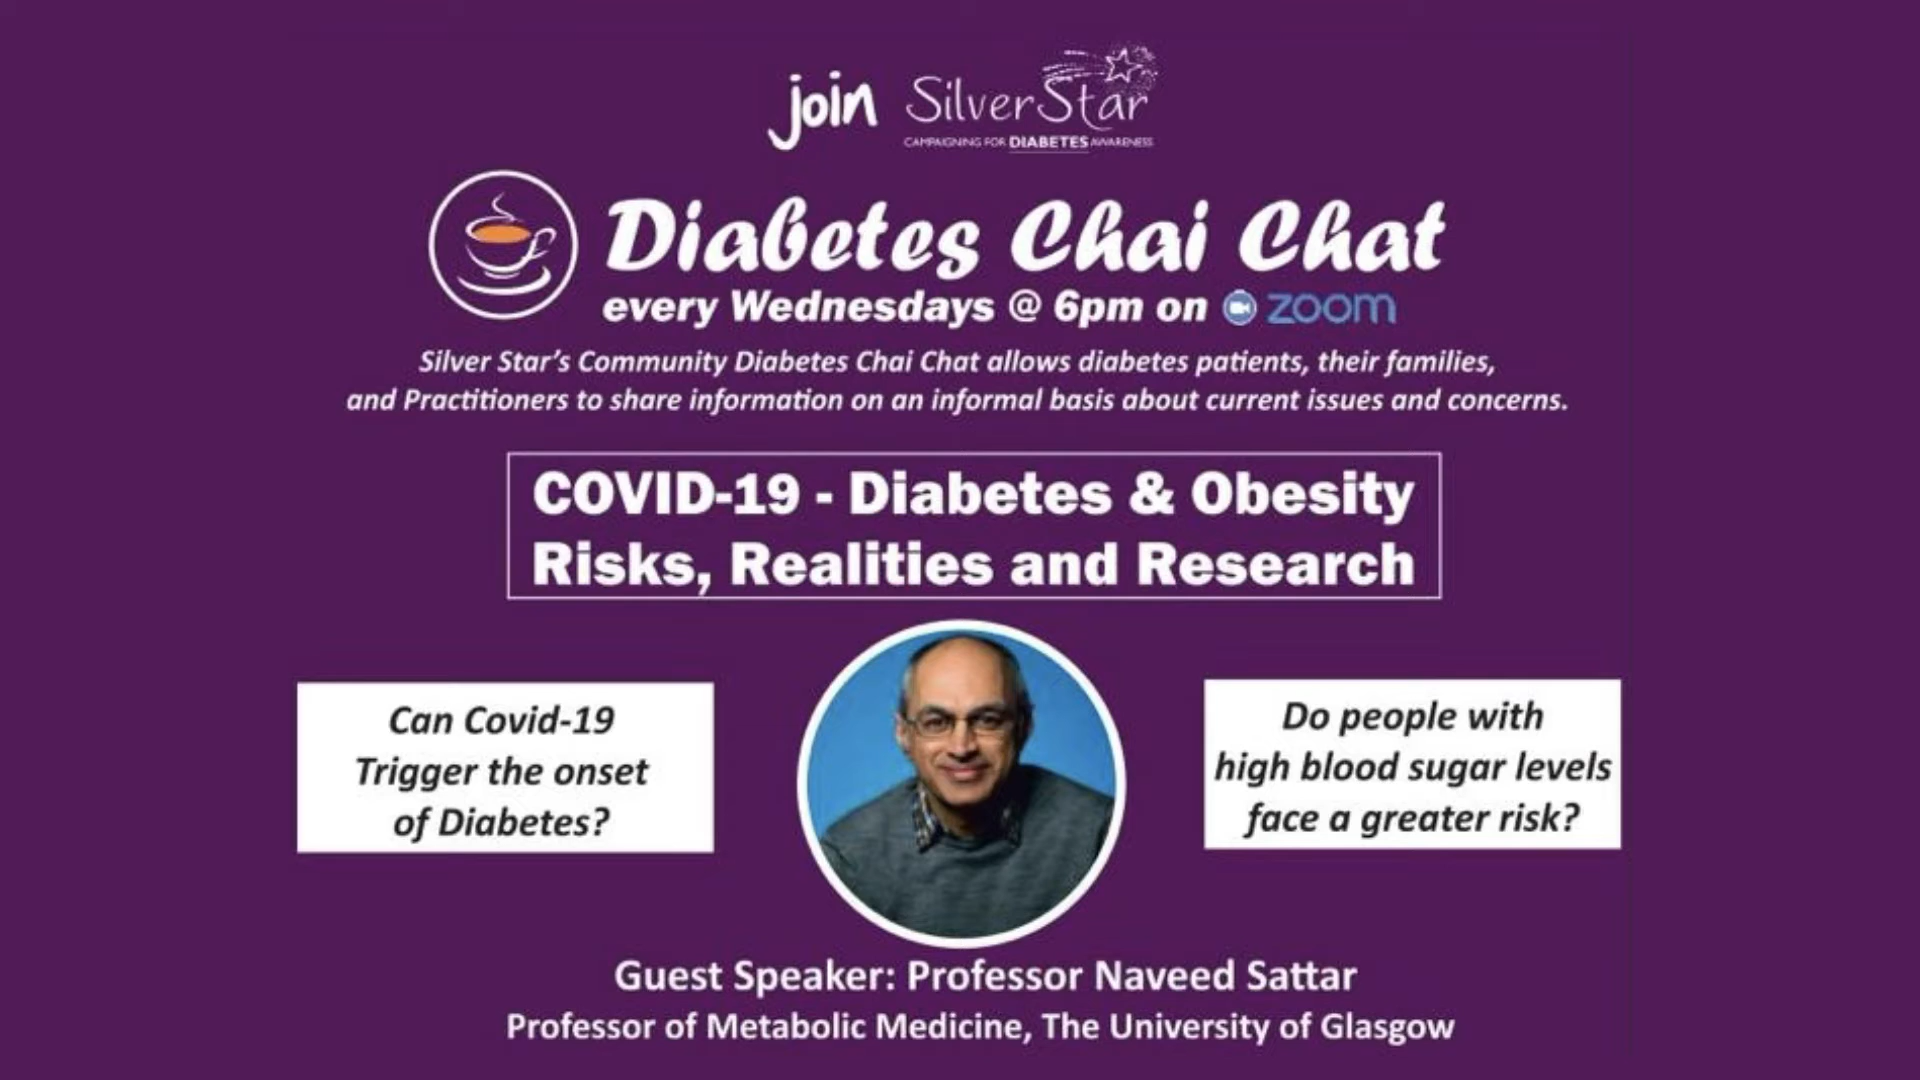 join SilverStar
CAMPAIGNING FOR DIABETES AWARENESS
Diabetes Chai Chat
every Wednesdays @ 6pm on zoom
Silver Star's Community Diabetes Chai Chat allows diabetes patients, their families,
and Practitioners to share information on an informal basis about current issues and concerns.
COVID-19 - Diabetes & Obesity
Risks, Realities and Research
Can Covid-19
Trigger the onset
of Diabetes?
Do people with
high blood sugar levels
face a greater risk?
Guest Speaker: Professor Naveed Sattar
Professor of Metabolic Medicine, The University of Glasgow